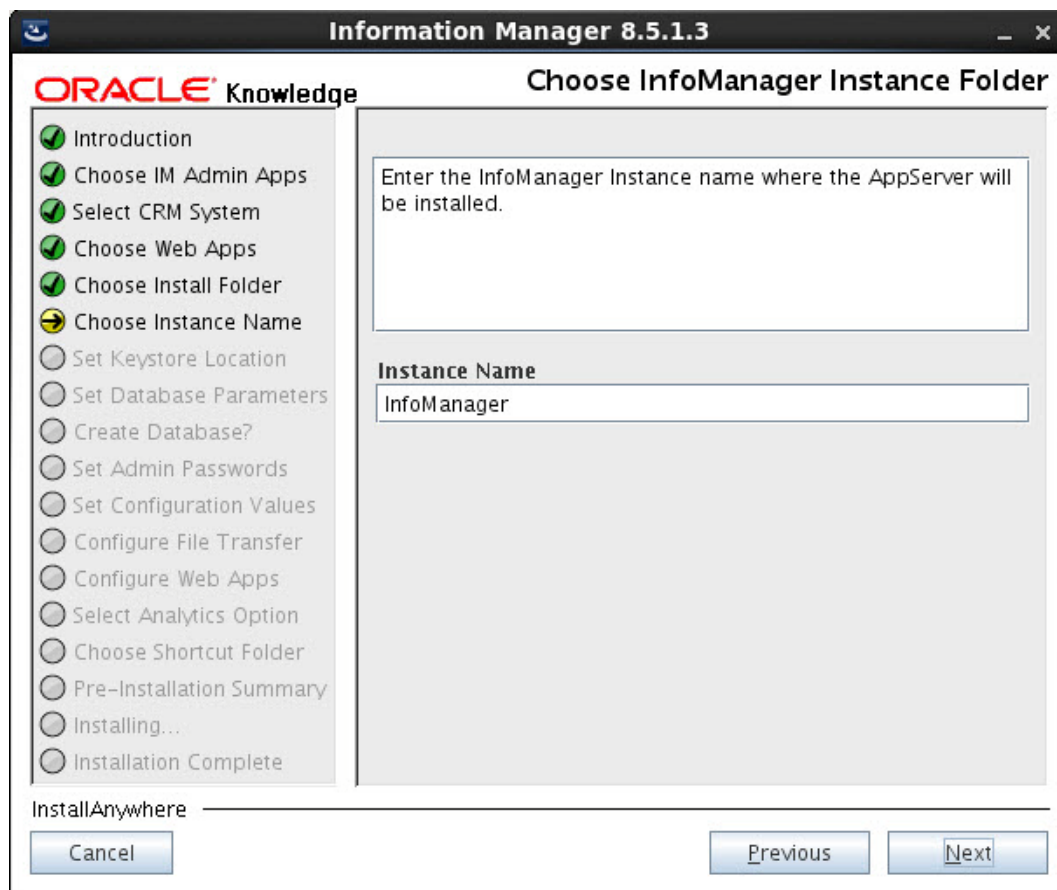 Information Manager 8.5.1.3
ORACLE Knowledge
Choose InfoManager Instance Folder
Introduction
Choose IM Admin Apps
Select CRM System
Choose Web Apps
Choose Install Folder
Choose Instance Name
Set Keystore Location
Set Database Parameters
Create Database?
Set Admin Passwords
Set Configuration Values
Configure File Transfer
Configure Web Apps
Select Analytics Option
Choose Shortcut Folder
Pre-Installation Summary
Installing...
Installation Complete
Enter the InfoManager Instance name where the AppServer will
be installed.
Instance Name
InfoManager
InstallAnywhere
Cancel
Previous
Next